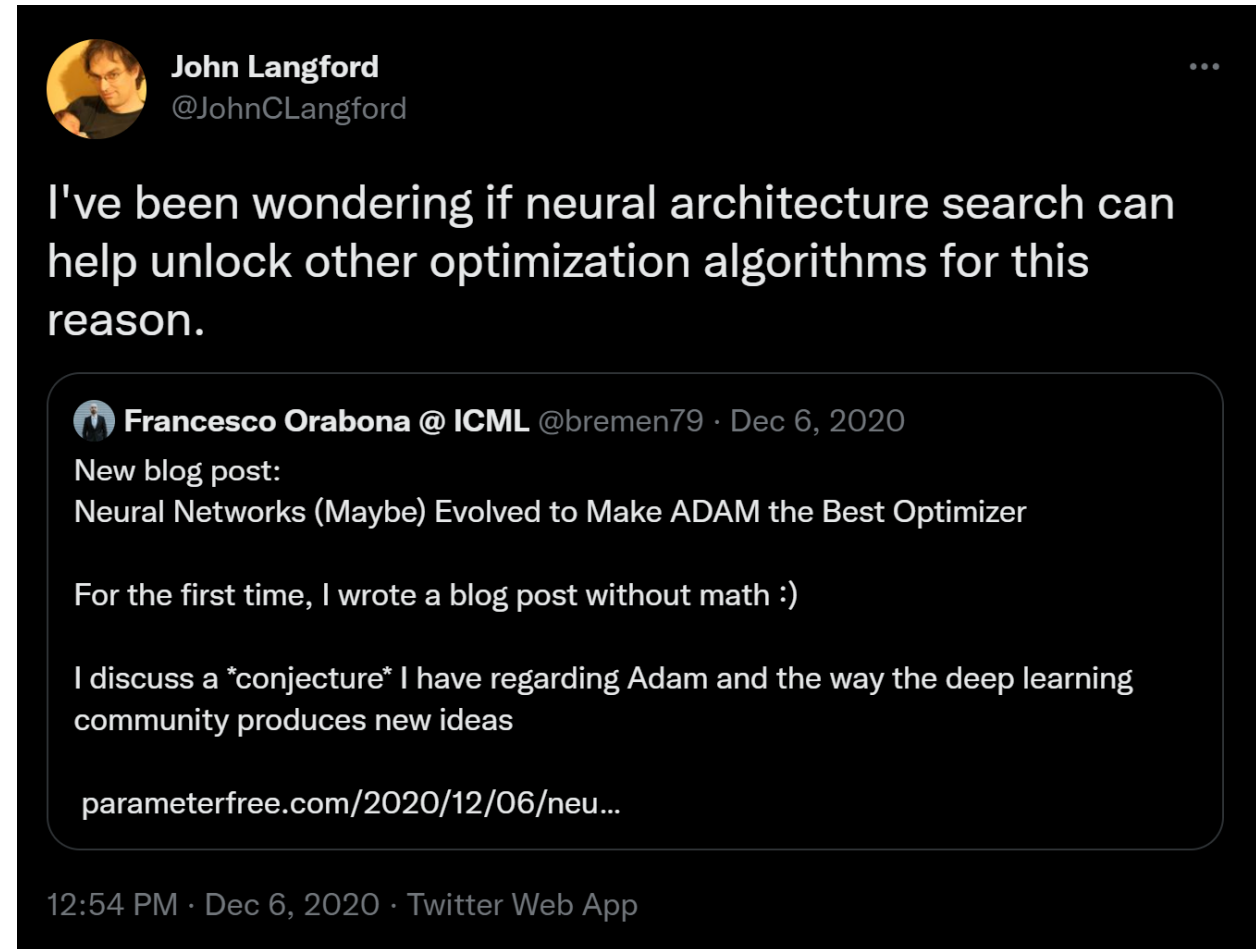 John Langford
@JohnCLangford
I've been wondering if neural architecture search can
help unlock other optimization algorithms for this
reason.
Francesco Orabona @ ICML @bremen79 · Dec 6, 2020
New blog post:
Neural Networks (Maybe) Evolved to Make ADAM the Best Optimizer
For the first time, I wrote a blog post without math :)
I discuss a *conjecture* I have regarding Adam and the way the deep learning
community produces new ideas
parameterfree.com/2020/12/06/neu…
12:54 PM · Dec 6, 2020 · Twitter Web App